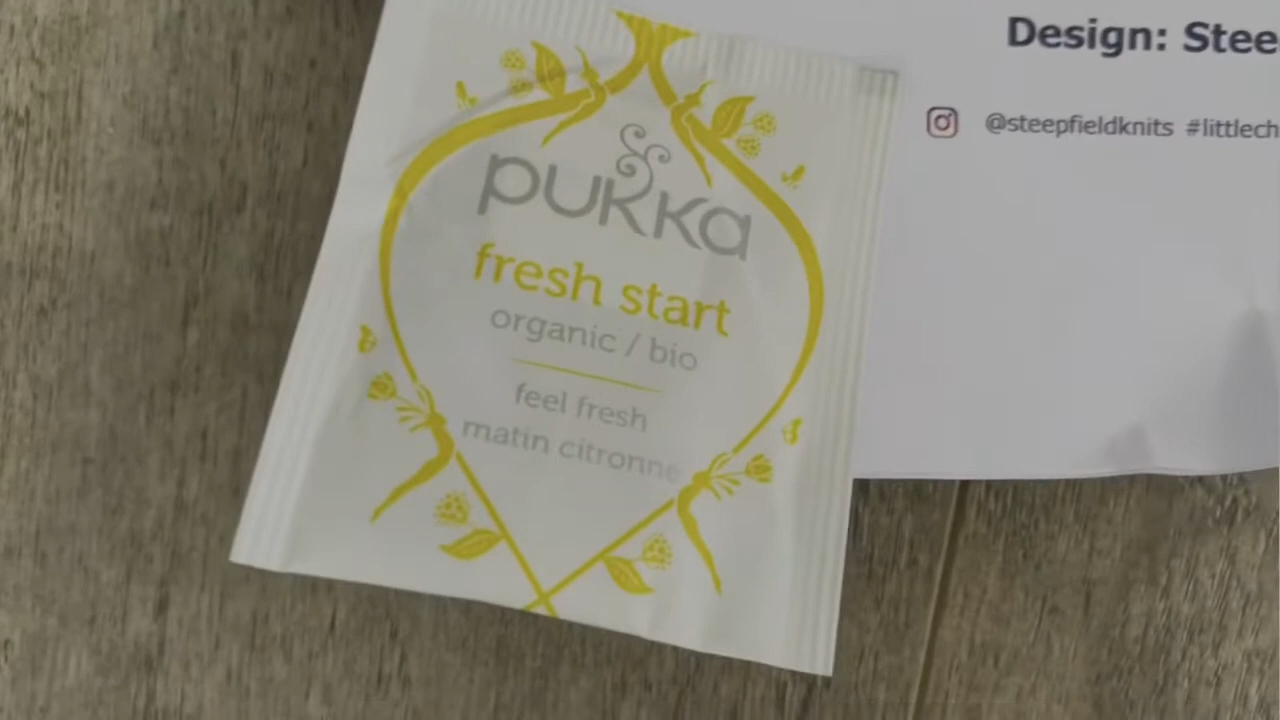 Design: Stee
@steepfieldknits #littlech
pukka
fresh start
organic / bio
feel fresh
matin citronné